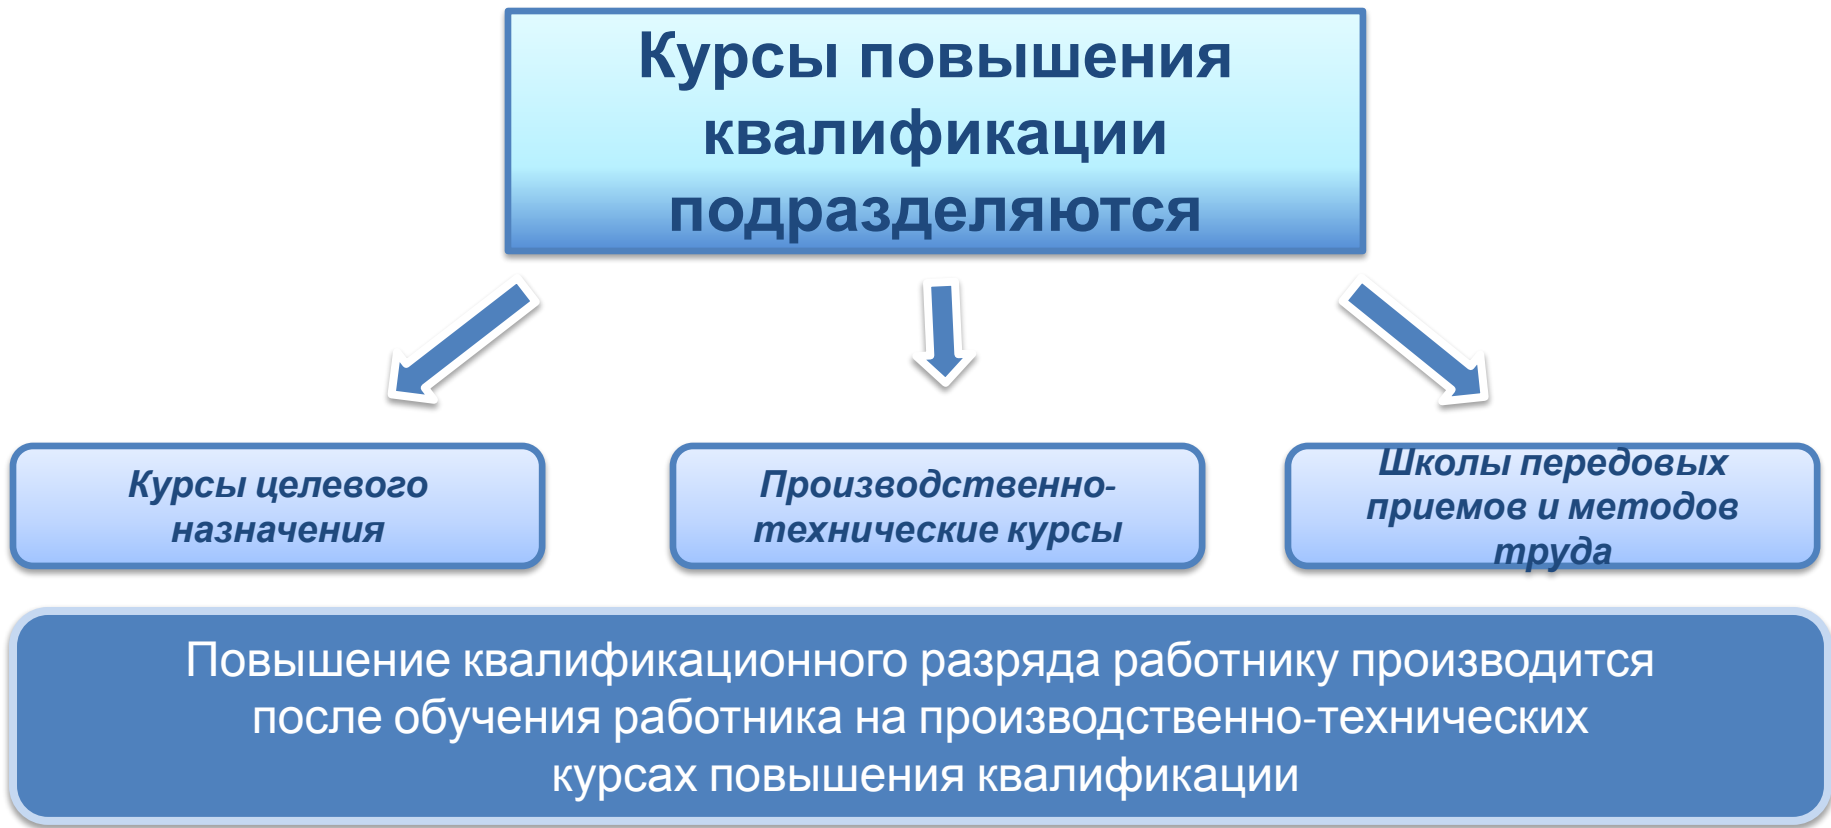 Курсы повышения
квалификации
подразделяются
Курсы целевого
назначения
Производственно-
технические курсы
Школы передовых
приемов и методов
труда
Повышение квалификационного разряда работнику производится
после обучения работника на производственно-технических
курсах повышения квалификации